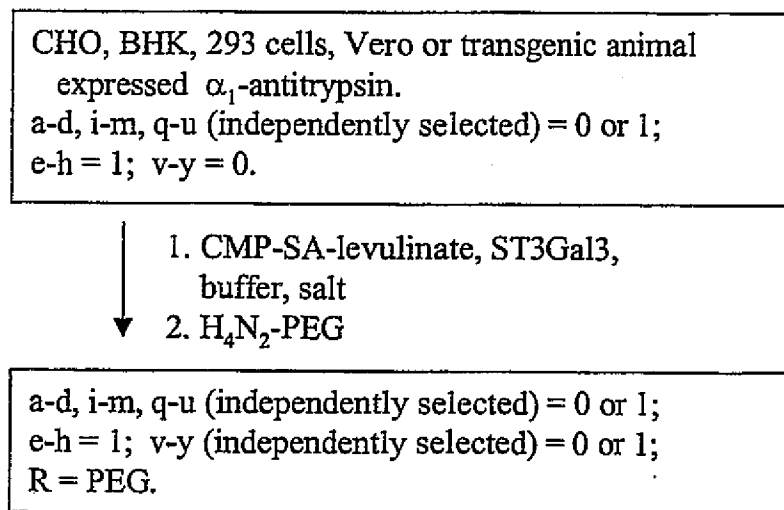 CHO, BHK, 293 cells, Vero or transgenic animal
expressed α₁-antitrypsin.
a-d, i-m, q-u (independently selected) = 0 or 1;
e-h = 1; v-y = 0.
1. CMP-SA-levulinate, ST3Gal3,
buffer, salt
2. H₄N₂-PEG
a-d, i-m, q-u (independently selected) = 0 or 1;
e-h = 1; v-y (independently selected) = 0 or 1;
R = PEG.